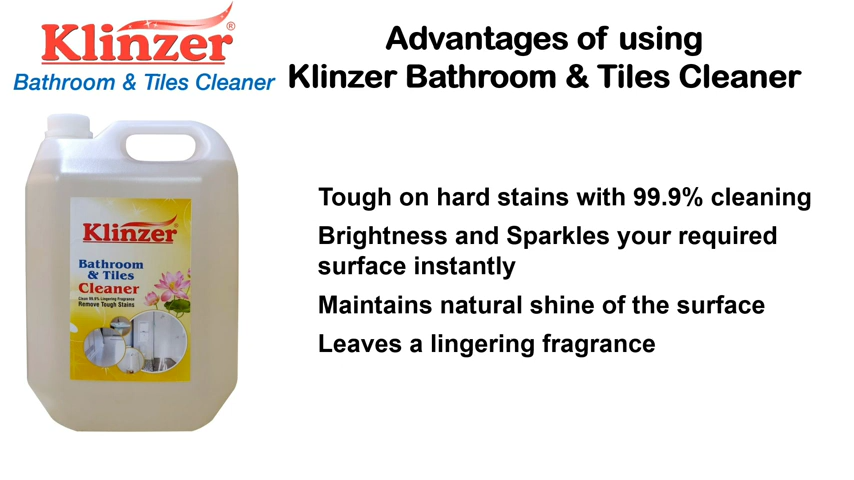 Klinzer®
Bathroom & Tiles Cleaner
Advantages of using
Klinzer Bathroom & Tiles Cleaner
Klinzer
Bathroom
& Tiles
Cleaner
Clean 99.9% Lingering Fragrance
Remove Tough Stains
Tough on hard stains with 99.9% cleaning
Brightness and Sparkles your required
surface instantly
Maintains natural shine of the surface
Leaves a lingering fragrance